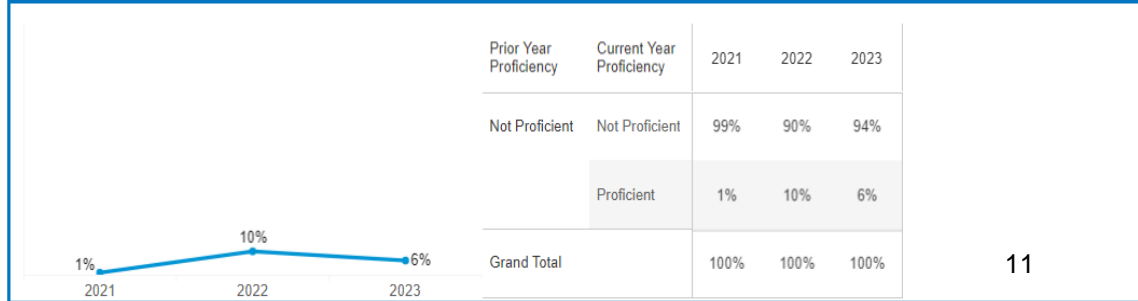 1%
10%
6%
2021 2022 2023
Prior Year Proficiency Current Year Proficiency 2021 2022 2023
Not Proficient Not Proficient 99% 90% 94%
Proficient 1% 10% 6%
Grand Total 100% 100% 100%
11